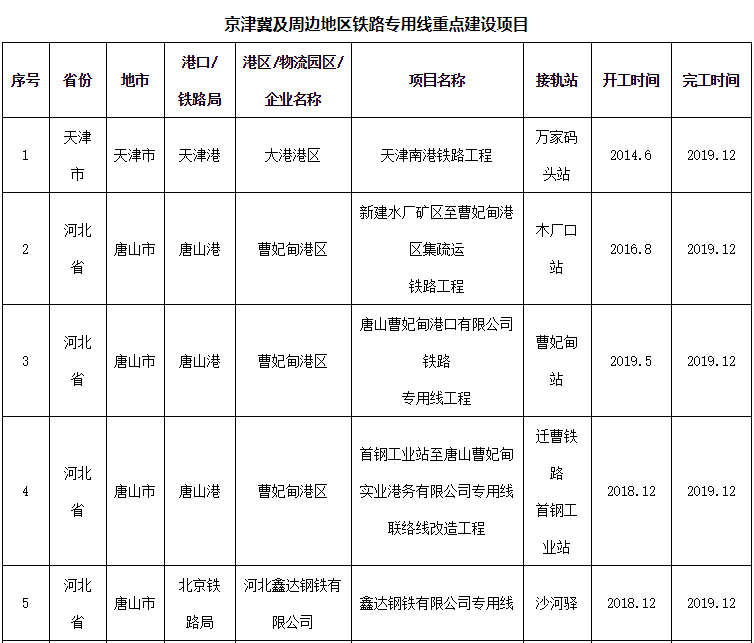 京津冀及周边地区铁路专用线重点建设项目
序号 省份 地市 港口/铁路局 港区/物流园区/企业名称 项目名称 接轨站 开工时间 完工时间
1 天津市 天津市 天津港 大港港区 天津南港铁路工程 万家码头站 2014.6 2019.12
2 河北省 唐山市 唐山港 曹妃甸港区 新建水厂矿区至曹妃甸港区集疏运铁路工程 木厂口站 2016.8 2019.12
3 河北省 唐山市 唐山港 曹妃甸港区 唐山曹妃甸港口有限公司铁路专用线工程 曹妃甸站 2019.5 2019.12
4 河北省 唐山市 唐山港 曹妃甸港区 首钢工业站至唐山曹妃甸实业港务有限公司专用线联络线改造工程 迁曹铁路首钢工业站 2018.12 2019.12
5 河北省 唐山市 北京铁路局 河北鑫达钢铁有限公司 鑫达钢铁有限公司专用线 沙河驿 2018.12 2019.12